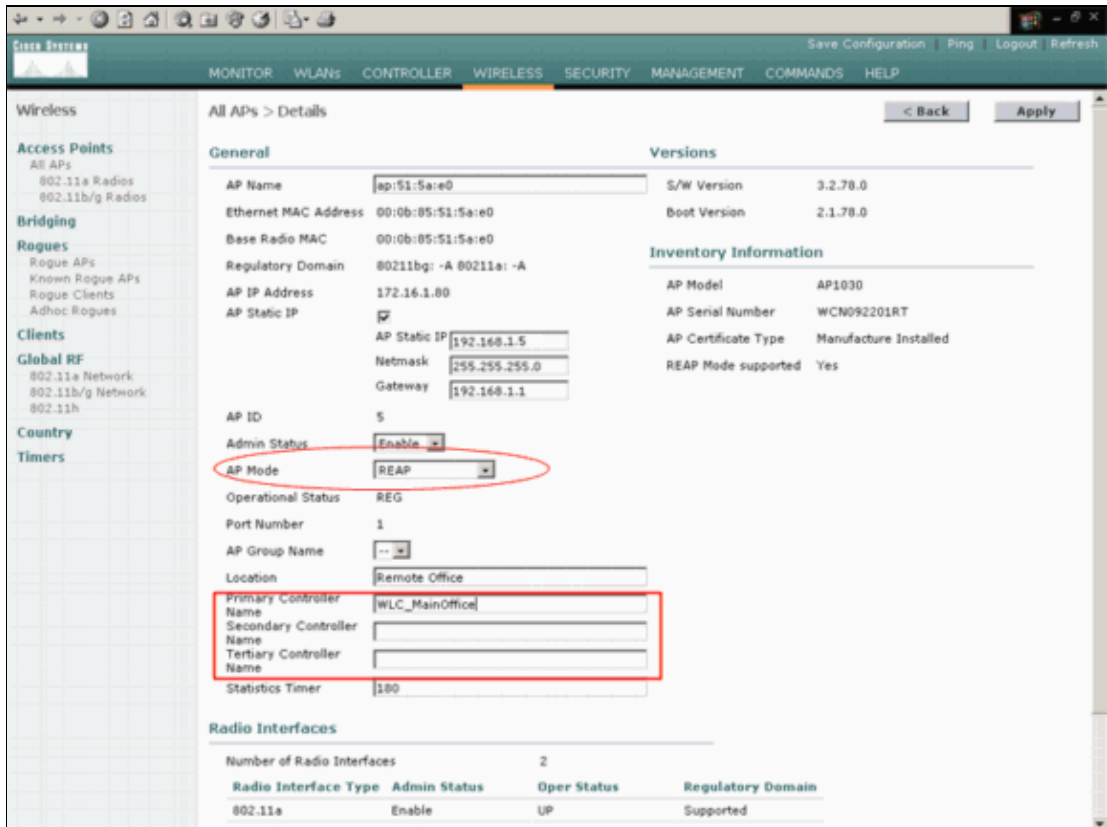 CISCO SYSTEMS
Save Configuration | Ping | Logout | Refresh
MONITOR WLANs CONTROLLER WIRELESS SECURITY MANAGEMENT COMMANDS HELP
Wireless
Access Points
All APs
802.11a Radios
802.11b/g Radios
Bridging
Rogues
Rogue APs
Known Rogue APs
Rogue Clients
Adhoc Rogues
Clients
Global RF
802.11a Network
802.11b/g Network
802.11h
Country
Timers
All APs > Details
< Back Apply
General
AP Name ap:51:5a:e0
Ethernet MAC Address 00:0b:85:51:5a:e0
Base Radio MAC 00:0b:85:51:5a:e0
Regulatory Domain 80211bg: -A 80211a: -A
AP IP Address 172.16.1.80
AP Static IP
AP Static IP 192.168.1.5
Netmask 255.255.255.0
Gateway 192.168.1.1
AP ID 5
Admin Status Enable
AP Mode REAP
Operational Status REG
Port Number 1
AP Group Name --
Location Remote Office
Primary Controller
Name WLC_MainOffice
Secondary Controller
Name
Tertiary Controller
Name
Statistics Timer 180
Versions
S/W Version 3.2.78.0
Boot Version 2.1.78.0
Inventory Information
AP Model AP1030
AP Serial Number WCN092201RT
AP Certificate Type Manufacture Installed
REAP Mode supported Yes
Radio Interfaces
Number of Radio Interfaces 2
Radio Interface Type Admin Status Oper Status Regulatory Domain
802.11a Enable UP Supported